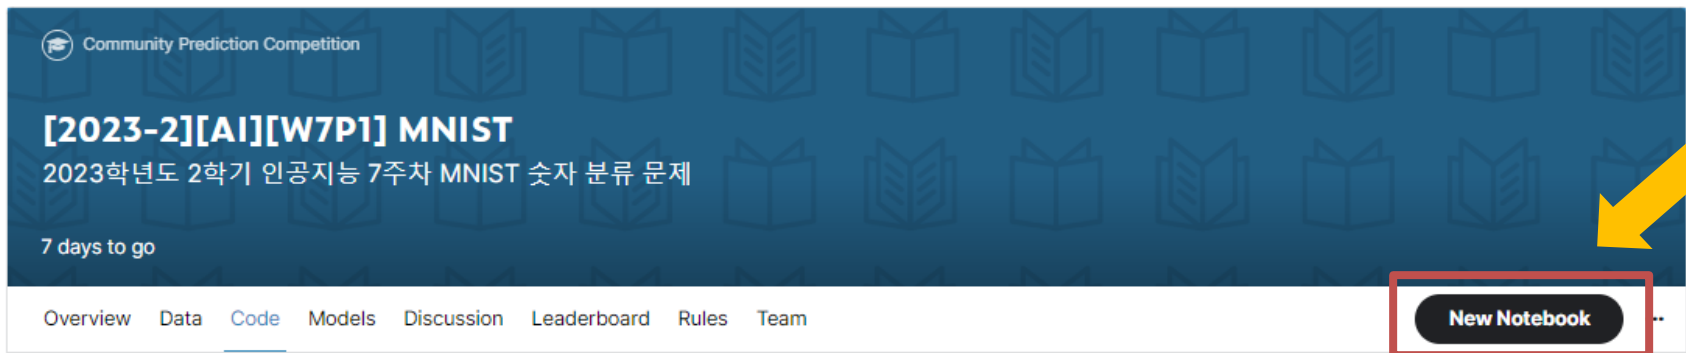 Community Prediction Competition
[2023-2][AI][W7P1] MNIST
2023학년도 2학기 인공지능 7주차 MNIST 숫자 분류 문제
7 days to go
Overview Data Code Models Discussion Leaderboard Rules Team New Notebook